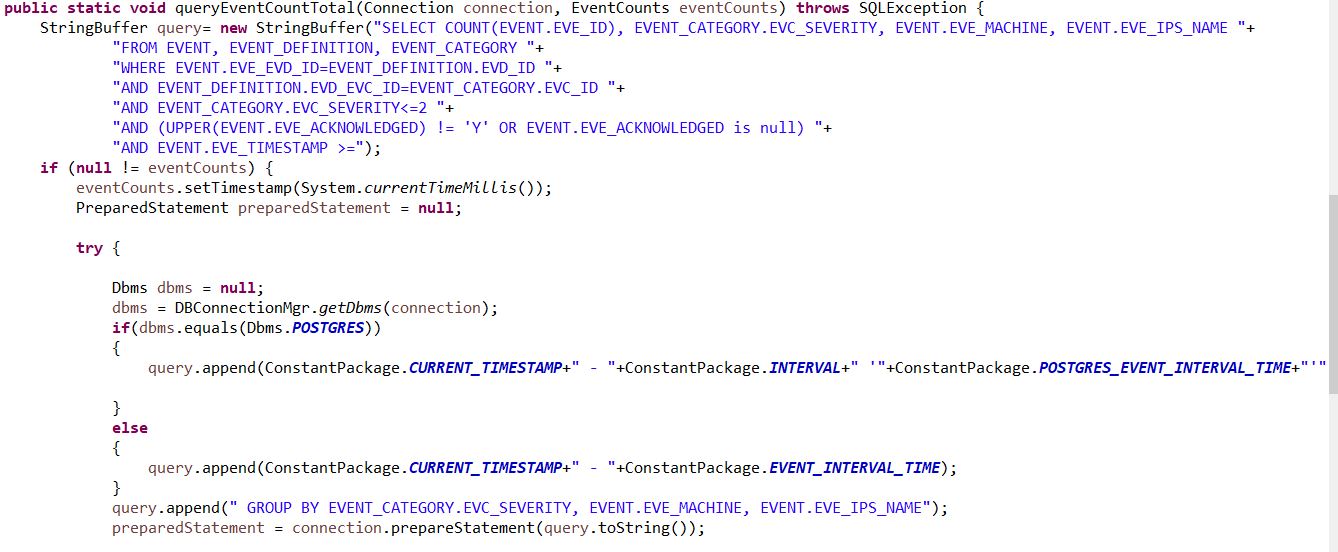 public static void queryEventCountTotal(Connection connection, EventCounts eventCounts) throws SQLException {
StringBuffer query= new StringBuffer("SELECT COUNT(EVENT.EVE_ID), EVENT_CATEGORY.EVC_SEVERITY, EVENT.EVE_MACHINE, EVENT.EVE_IPS_NAME "+
"FROM EVENT, EVENT_DEFINITION, EVENT_CATEGORY "+
"WHERE EVENT.EVE_EVD_ID=EVENT_DEFINITION.EVD_ID "+
"AND EVENT_DEFINITION.EVD_EVC_ID=EVENT_CATEGORY.EVC_ID "+
"AND EVENT_CATEGORY.EVC_SEVERITY<=2 "+
"AND (UPPER(EVENT.EVE_ACKNOWLEDGED) != 'Y' OR EVENT.EVE_ACKNOWLEDGED is null) "+
"AND EVENT.EVE_TIMESTAMP >=");
if (null != eventCounts) {
eventCounts.setTimestamp(System.currentTimeMillis());
PreparedStatement preparedStatement = null;
try {
Dbms dbms = null;
dbms = DBConnectionMgr.getDbms(connection);
if(dbms.equals(Dbms.POSTGRES))
{
query.append(ConstantPackage.CURRENT_TIMESTAMP+" - "+ConstantPackage.INTERVAL+" '"+ConstantPackage.POSTGRES_EVENT_INTERVAL_TIME+"'"
}
else
{
query.append(ConstantPackage.CURRENT_TIMESTAMP+" - "+ConstantPackage.EVENT_INTERVAL_TIME);
}
query.append(" GROUP BY EVENT_CATEGORY.EVC_SEVERITY, EVENT.EVE_MACHINE, EVENT.EVE_IPS_NAME");
preparedStatement = connection.prepareStatement(query.toString());